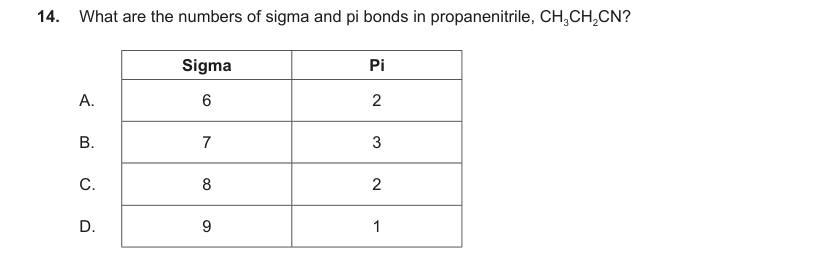 14. What are the numbers of sigma and pi bonds in propanenitrile, CH₃CH₂CN?
Sigma Pi
A. 6 2
B. 7 3
C. 8 2
D. 9 1